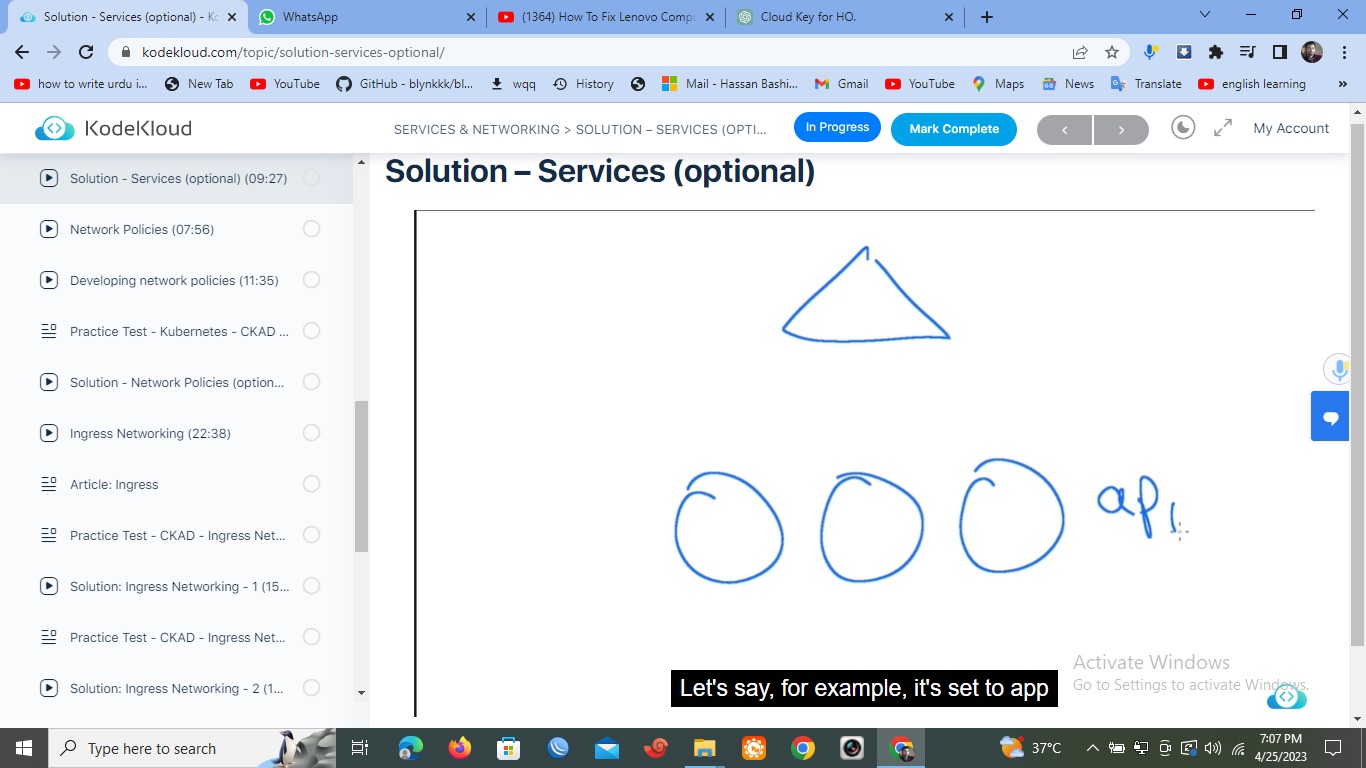 Solution - Services (optional) - Ko
WhatsApp
(1364) How To Fix Lenovo Compu
Cloud Key for HO.
kodekloud.com/topic/solution-services-optional/
how to write urdu i...
New Tab
YouTube
GitHub - blynkkk/bl...
wqq
History
Mail - Hassan Bashi...
Gmail
YouTube
Maps
News
Translate
english learning
»
KodeKloud
SERVICES & NETWORKING > SOLUTION – SERVICES (OPTI...
In Progress
Mark Complete
My Account
Solution - Services (optional) (09:27)
Network Policies (07:56)
Developing network policies (11:35)
Practice Test - Kubernetes - CKAD ...
Solution - Network Policies (option...
Ingress Networking (22:38)
Article: Ingress
Practice Test - CKAD - Ingress Net...
Solution: Ingress Networking - 1 (15...
Practice Test - CKAD - Ingress Net...
Solution: Ingress Networking - 2 (1...
Solution – Services (optional)
Let's say, for example, it's set to app
Activate Windows
Go to Settings to activate Windows.
Type here to search
37°C
7:07 PM
4/25/2023